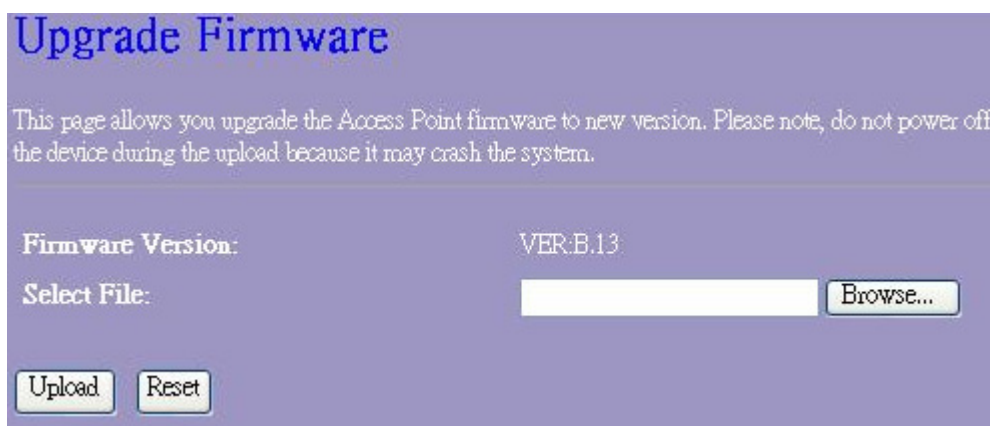 Upgrade Firmware
This page allows you upgrade the Access Point firmware to new version. Please note, do not power off
the device during the upload because it may crash the system.
Firmware Version: VER:B.13
Select File: Browse...
Upload Reset